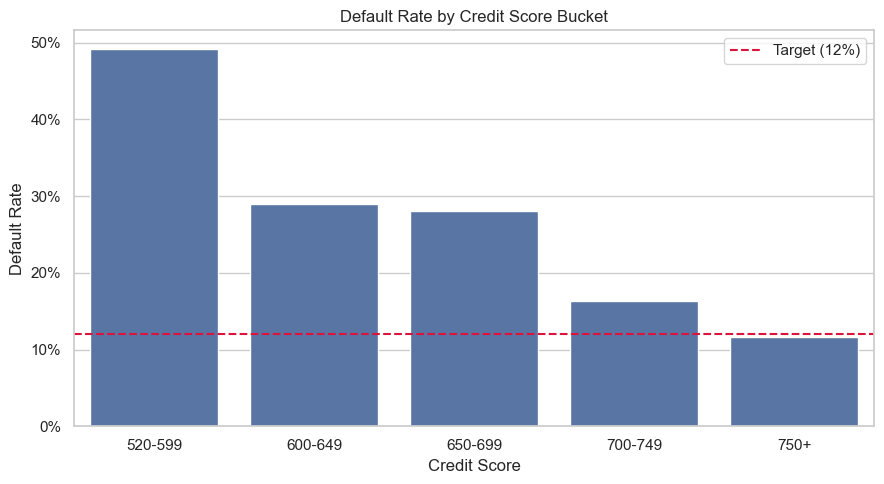 Default Rate by Credit Score Bucket
Target (12%)
Default Rate
50%
40%
30%
20%
10%
0%
520-599 600-649 650-699 700-749 750+
Credit Score